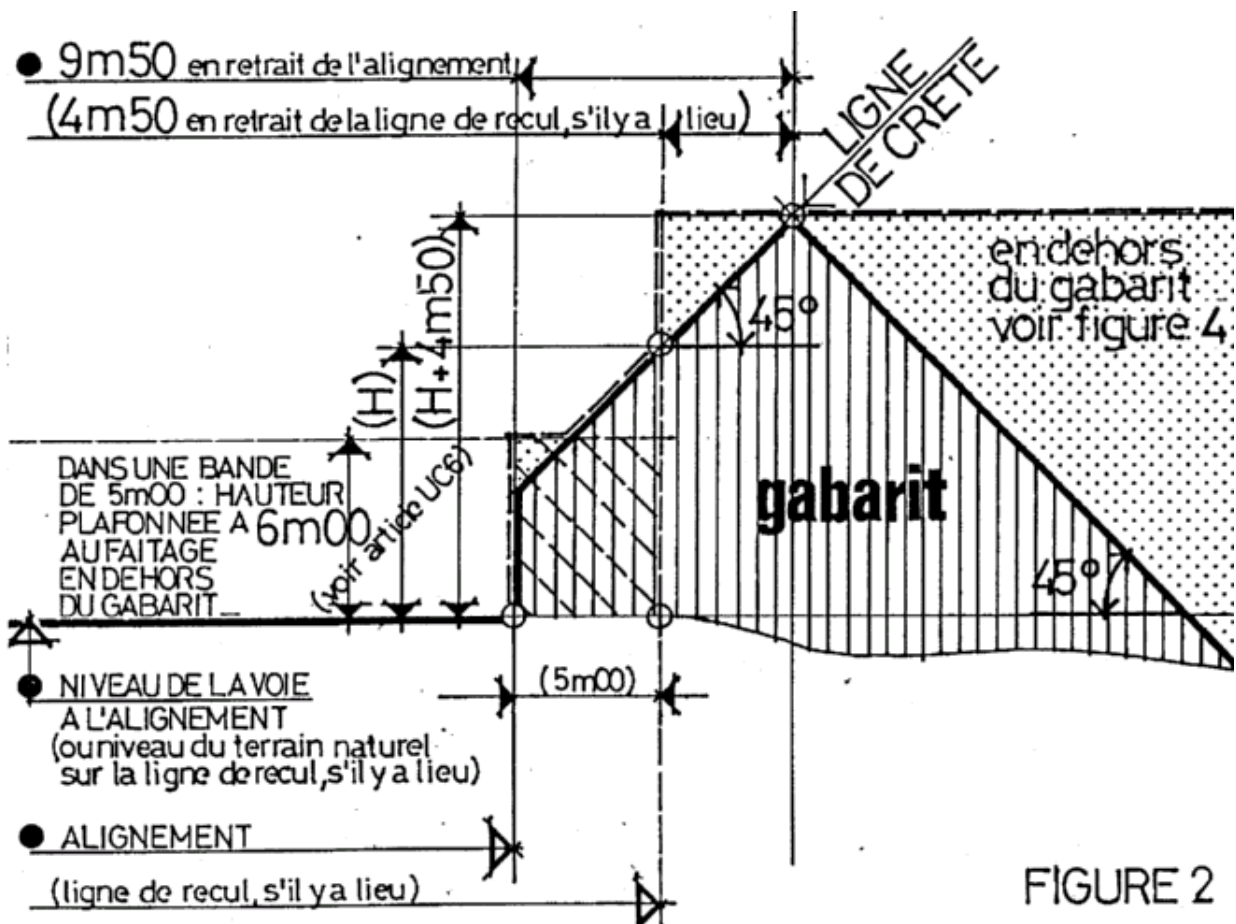 9m50 en retrait de l'alignement
(4m50 en retrait de la ligne de recul, s'il y a lieu)
LIGNE
DE CRETE
en dehors
du gabarit
voir figure 4
45°
(H)
(H+4m50)
DANS UNE BANDE
DE 5m00 : HAUTEUR
PLAFONNEE A 6m00
AU FAITAGE
EN DEHORS
DU GABARIT
(voir article UC6)
gabarit
45°
(5m00)
NIVEAU DE LA VOIE
A L'ALIGNEMENT
(ou niveau du terrain naturel
sur la ligne de recul, s'il y a lieu)
ALIGNEMENT
(ligne de recul, s'il y a lieu)
FIGURE 2